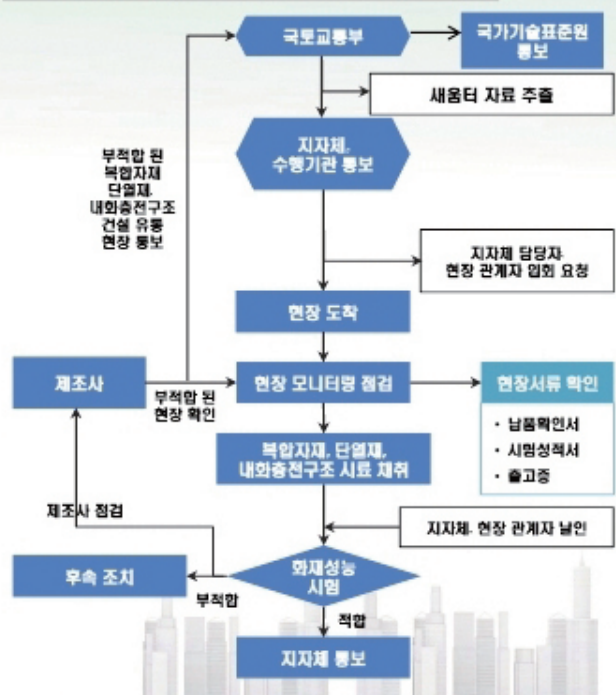 국토교통부
국가기술표준원
통보
새움터 자료 추출
지자체,
수행기관 통보
부적합 된
복합자재
단열재,
내화충전구조
건설 유통
현장 통보
지자체 담당자,
현장 관계자 입회 요청
현장 도착
제조사
부적합 된
현장 확인
현장 모니터링 점검
현장서류 확인
• 납품확인서
• 시험성적서
• 출고증
복합자재, 단열재,
내화충전구조 시료 채취
제조사 점검
지자체, 현장 관계자 날인
화재성능
시험
후속 조치
부적합
적합
지자체 통보